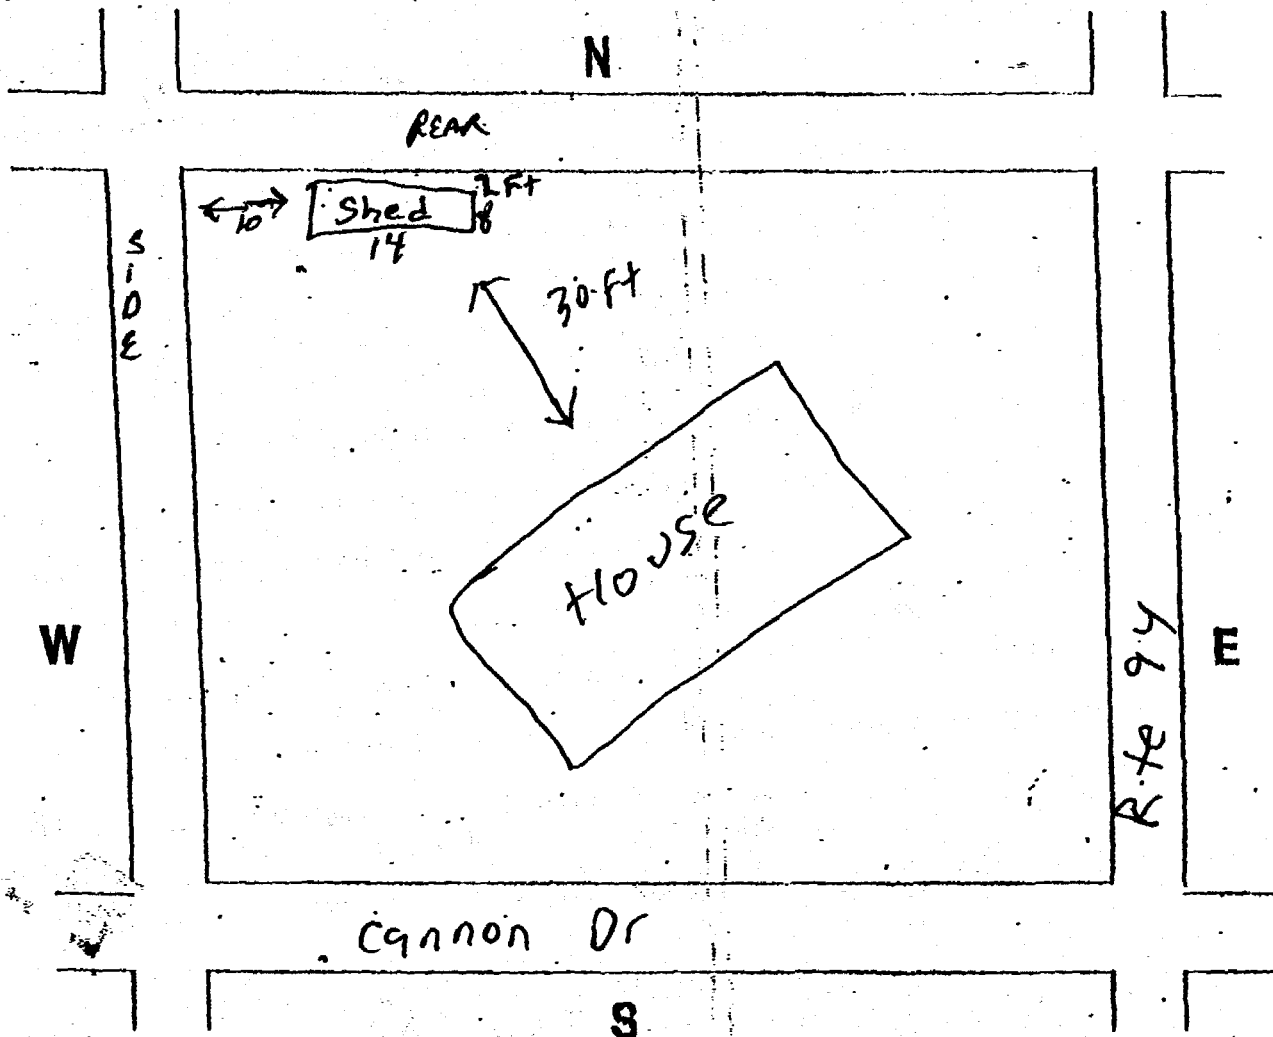 N
REAR
2 Ft
Shed
8
10
14
SIDE
30 Ft
House
W
E
Rte 94
Cannon Dr
S